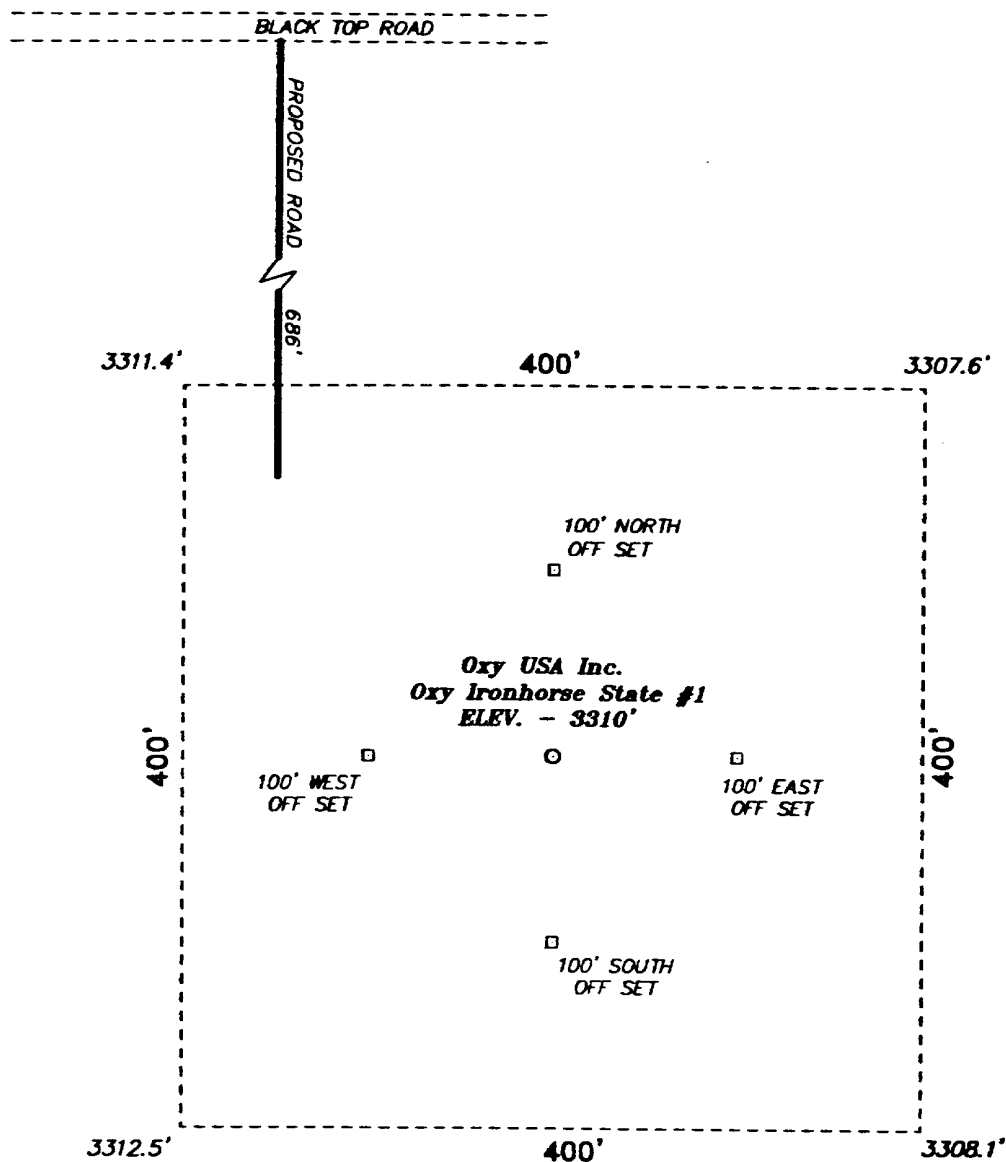 BLACK TOP ROAD
PROPOSED ROAD
686'
3311.4'
400'
3307.6'
100' NORTH
OFF SET
Oxy USA Inc.
Oxy Ironhorse State #1
ELEV. - 3310'
400'
400'
100' WEST
OFF SET
100' EAST
OFF SET
100' SOUTH
OFF SET
3312.5'
400'
3308.1'